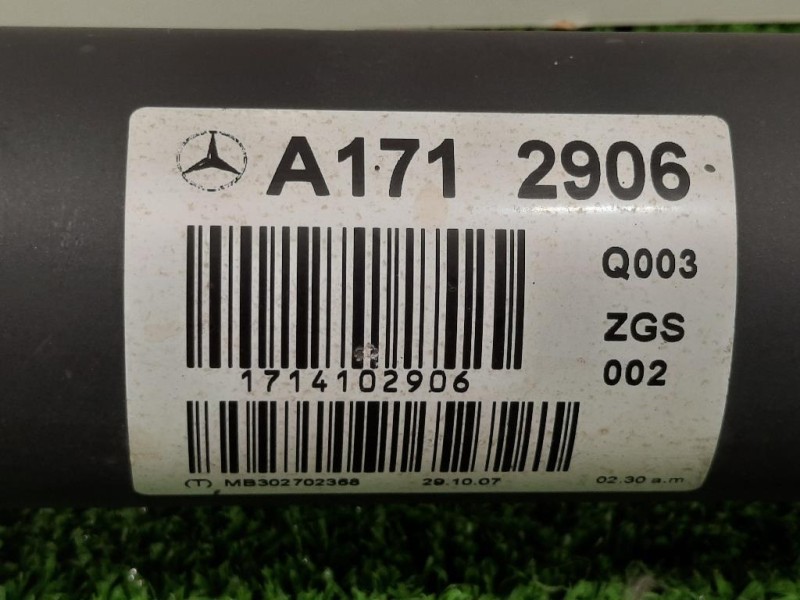 A171 2906
Q003
ZGS
002
1714102906
(T) MB302702368 29.10.07 02.30 a.m